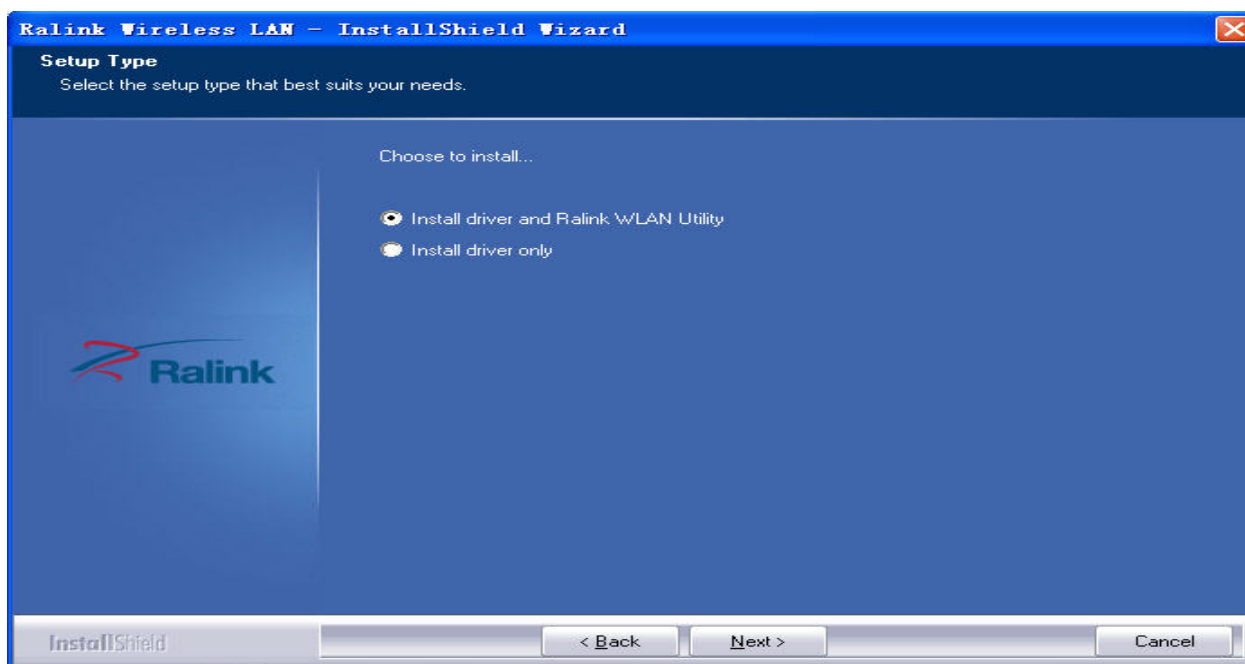 Ralink Wireless LAN - InstallShield Wizard
Setup Type
Select the setup type that best suits your needs.
Choose to install...
Install driver and Ralink WLAN Utility
Install driver only
Ralink
InstallShield
< Back
Next >
Cancel